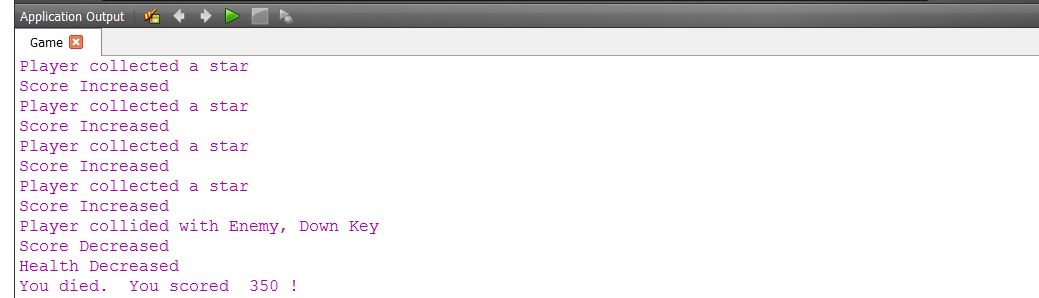 Application Output
Game
Player collected a star
Score Increased
Player collected a star
Score Increased
Player collected a star
Score Increased
Player collected a star
Score Increased
Player collided with Enemy, Down Key
Score Decreased
Health Decreased
You died.  You scored  350 !